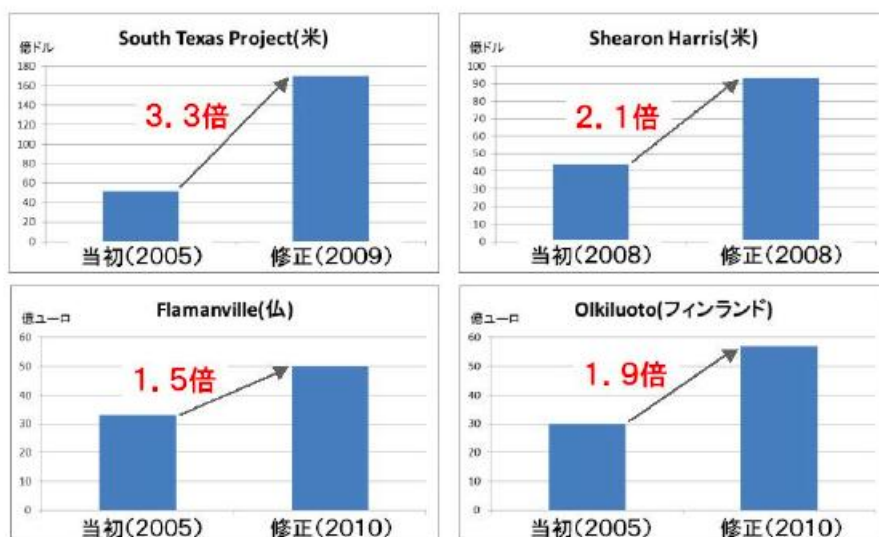 South Texas Project(米)
億ドル
180
160
140
120
100
80
60
40
20
0
3．3倍
当初(2005)
修正(2009)
Shearon Harris(米)
億ドル
100
90
80
70
60
50
40
30
20
10
0
2．1倍
当初(2008)
修正(2008)
Flamanville(仏)
億ユーロ
60
50
40
30
20
10
0
1．5倍
当初(2005)
修正(2010)
Olkiluoto(フィンランド)
億ユーロ
60
50
40
30
20
10
0
1．9倍
当初(2005)
修正(2010)